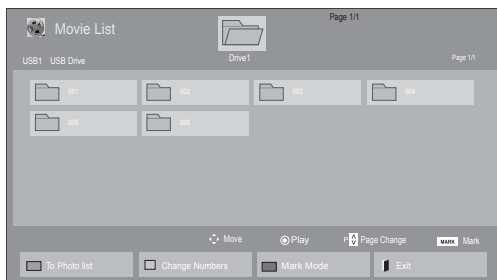 Page 1/1
Movie List
Drive1
USB1 USB Drive
Page 1/1
001 002 003 004
005 006
Move Play P Page Change MARK Mark
To Photo list Change Numbers Mark Mode Exit